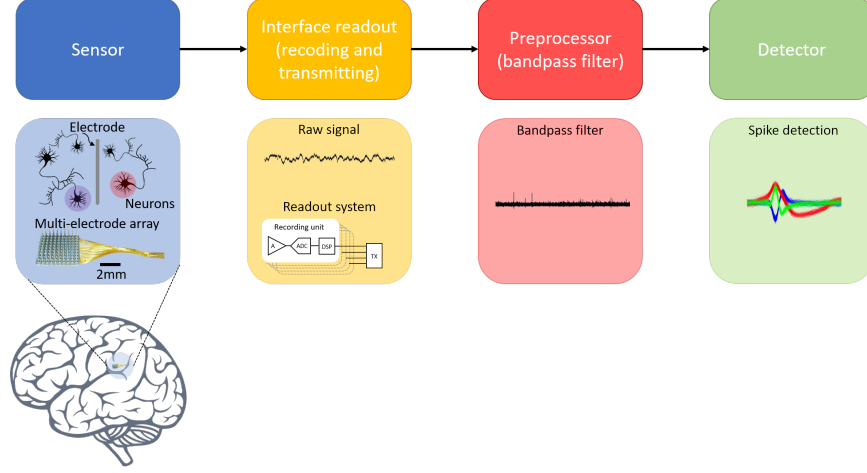 Sensor
Interface readout
(recoding and
transmitting)
Preprocessor
(bandpass filter)
Detector
Electrode
Neurons
Multi-electrode array
2mm
Raw signal
Readout system
Recording unit
A
ADC
DSP
TX
Bandpass filter
Spike detection